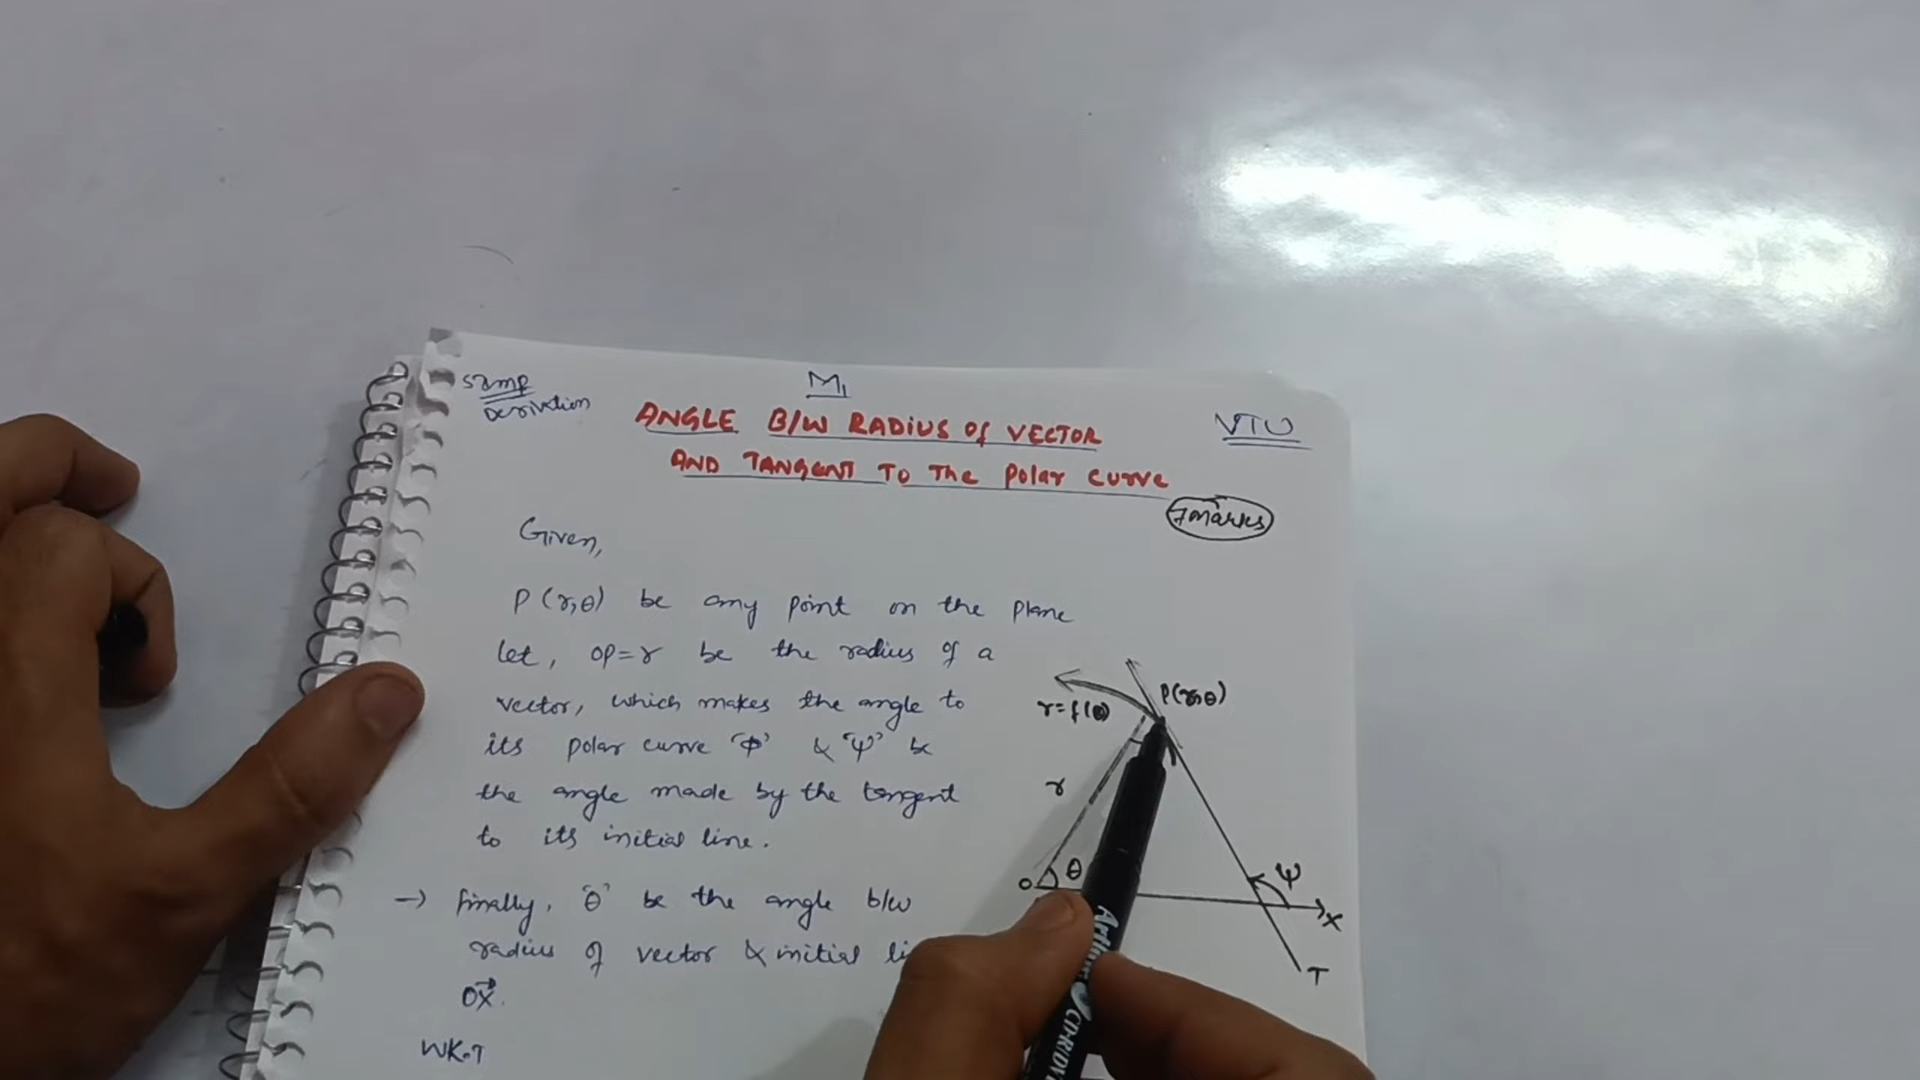 M1
VTU
ANGLE B/W RADIUS Of VECTOR
AND TANGENT TO The Polar Curve
7marks
Given,
P(r,θ) be any point on the plane
let, OP=r be the radius of a
vector, which makes the angle to
its polar curve 'φ' & 'ψ' be
the angle made by the tangent
to its initial line.
→ finally, 'θ' be the angle b/w
radius of vector & initial
OX.
WK.T
P(r,θ)
r=f(θ)
r
O
θ
ψ
X
T